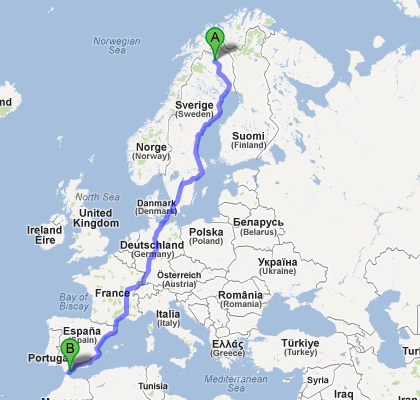 A
Norwegian
Sea
Sverige
(Sweden)
Suomi
(Finland)
Norge
(Norway)
North Sea
Danmark
(Denmark)
United
Kingdom
Ireland
Éire
Беларусь
(Belarus)
Polska
(Poland)
Deutschland
(Germany)
Österreich
(Austria)
Україна
(Ukraine)
France
România
(Romania)
Bay of
Biscay
Italia
(Italy)
España
(Spain)
B
Portugal
Ελλάς
(Greece)
Türkiye
(Turkey)
Tunisia
Mediterranean
Sea
Syria
Iraq